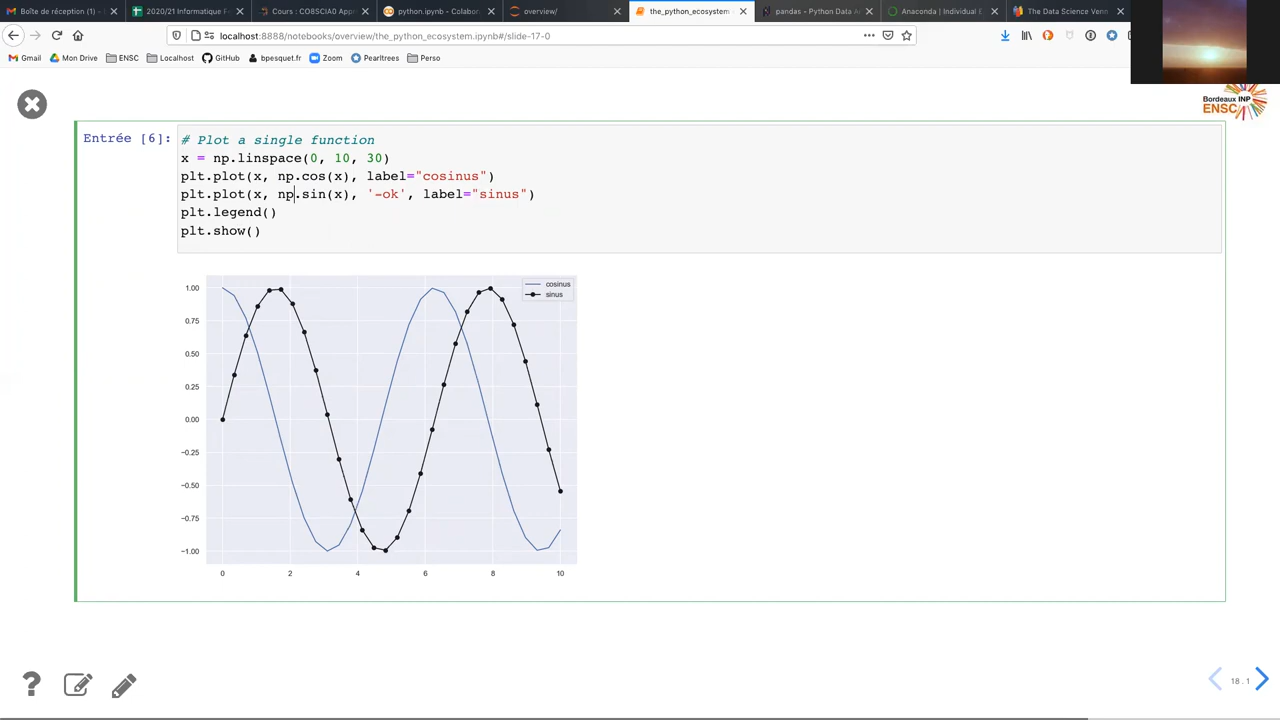 Boîte de réception (1)
2020/21 Informatique F
Cours : CO8SCIA0 Appl
python.ipynb - Colabora
overview/
the_python_ecosystem.
pandas - Python Data A
Anaconda | Individual E
The Data Science Venn
localhost:8888/notebooks/overview/the_python_ecosystem.ipynb#/slide-17-0
Gmail
Mon Drive
ENSC
Localhost
GitHub
bpesquet.fr
Zoom
Pearltrees
Perso
Bordeaux INP
ENSC
Entrée [6]:
# Plot a single function
x = np.linspace(0, 10, 30)
plt.plot(x, np.cos(x), label="cosinus")
plt.plot(x, np.sin(x), '-ok', label="sinus")
plt.legend()
plt.show()
cosinus
sinus
1.00
0.75
0.50
0.25
0.00
−0.25
−0.50
−0.75
−1.00
0 2 4 6 8 10
?
18.1